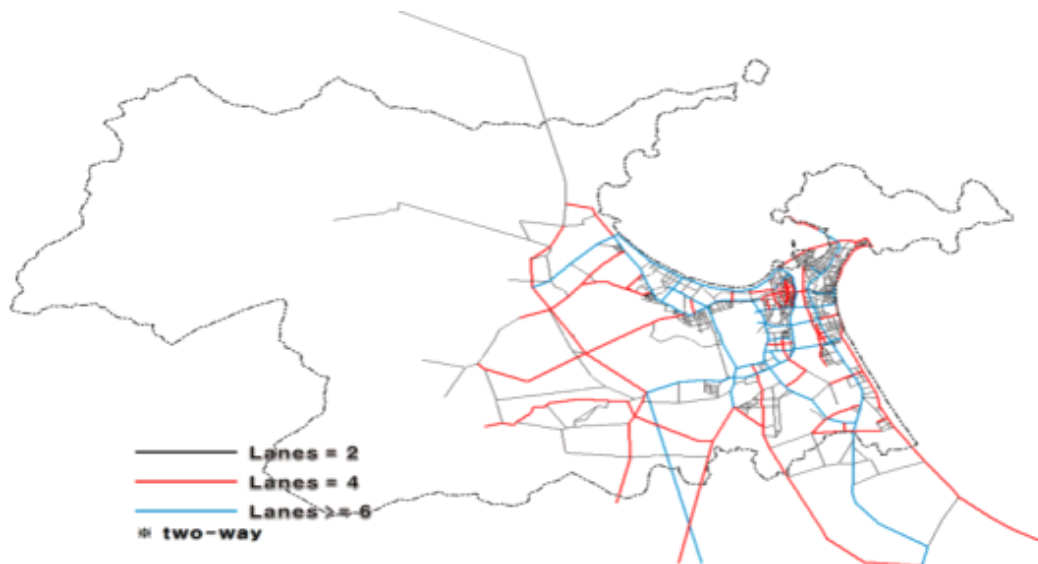 Lanes = 2
Lanes = 4
Lanes >= 6
※ two-way